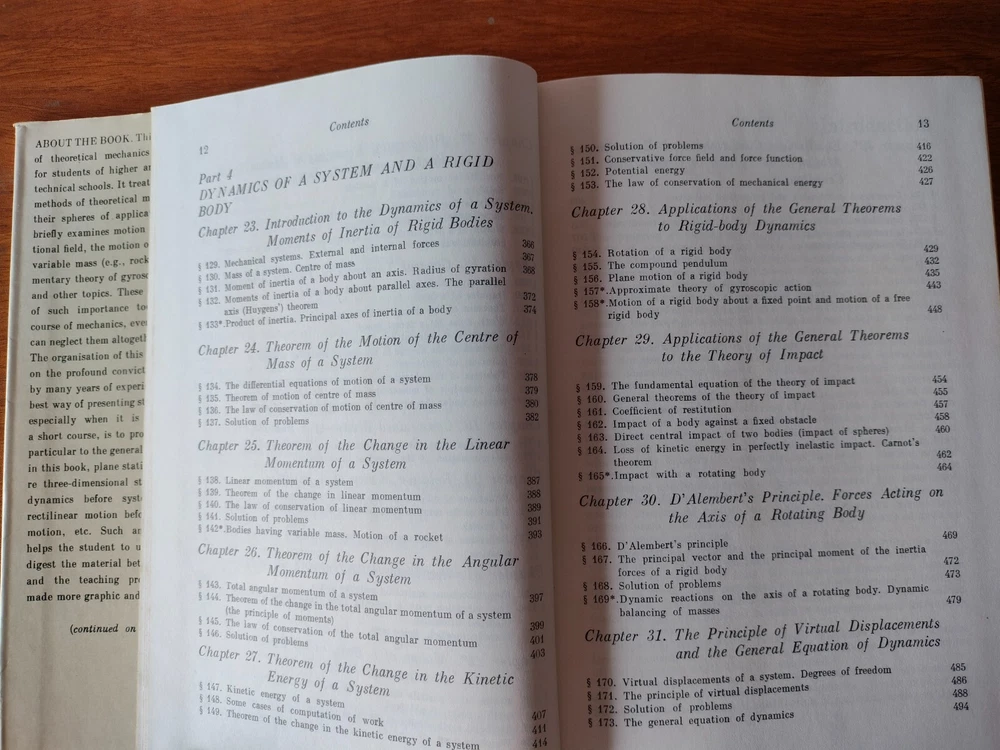 ABOUT THE BOOK.
of theoretical mechanics
for students of higher
technical schools. It treat
methods of theoretical
their spheres of
briefly examines motion
tional field, the motion
variable mass (e.g.,
mentary theory of
and other topics. These
of such importance
course of mechanics,
can neglect them
The organisation of this
on the profound
by many years of
best way of presenting
especially when it is
a short course, is to
particular to the general
in this book, plane
re three-dimensional
dynamics before
rectilinear motion
motion, etc. Such
helps the student to
digest the material
and the teaching
made more graphic and
(continued on
Contents
12
Part 4
DYNAMICS OF A SYSTEM AND A RIGID
BODY
Chapter 23. Introduction to the Dynamics of a System.
Moments of Inertia of Rigid Bodies
§ 129. Mechanical systems. External and internal forces 366
§ 130. Mass of a system. Centre of mass 367
§ 131. Moment of inertia of a body about an axis. Radius of gyration 368
§ 132. Moments of inertia of a body about parallel axes. The parallel
axis (Huygens') theorem 372
§ 133*.Product of inertia. Principal axes of inertia of a body 374
Chapter 24. Theorem of the Motion of the Centre of
Mass of a System
§ 134. The differential equations of motion of a system 378
§ 135. Theorem of motion of centre of mass 379
§ 136. The law of conservation of motion of centre of mass 380
§ 137. Solution of problems 382
Chapter 25. Theorem of the Change in the Linear
Momentum of a System
§ 138. Linear momentum of a system 387
§ 139. Theorem of the change in linear momentum 388
§ 140. The law of conservation of linear momentum 389
§ 141. Solution of problems 391
§ 142*.Bodies having variable mass. Motion of a rocket 393
Chapter 26. Theorem of the Change in the Angular
Momentum of a System
§ 143. Total angular momentum of a system 397
§ 144. Theorem of the change in the total angular momentum of a system
(the principle of moments) 399
§ 145. The law of conservation of the total angular momentum 401
§ 146. Solution of problems 403
Chapter 27. Theorem of the Change in the Kinetic
Energy of a System
§ 147. Kinetic energy of a system 407
§ 148. Some cases of computation of work 411
§ 149. Theorem of the change in the kinetic energy of a system 414
Contents
13
§ 150. Solution of problems 416
§ 151. Conservative force field and force function 422
§ 152. Potential energy 426
§ 153. The law of conservation of mechanical energy 427
Chapter 28. Applications of the General Theorems
to Rigid-body Dynamics
§ 154. Rotation of a rigid body 429
§ 155. The compound pendulum 432
§ 156. Plane motion of a rigid body 435
§ 157*.Approximate theory of gyroscopic action 443
§ 158*.Motion of a rigid body about a fixed point and motion of a free
rigid body 448
Chapter 29. Applications of the General Theorems
to the Theory of Impact
§ 159. The fundamental equation of the theory of impact 454
§ 160. General theorems of the theory of impact 455
§ 161. Coefficient of restitution 457
§ 162. Impact of a body against a fixed obstacle 458
§ 163. Direct central impact of two bodies (impact of spheres) 460
§ 164. Loss of kinetic energy in perfectly inelastic impact. Carnot's
theorem 462
§ 165*.Impact with a rotating body 464
Chapter 30. D'Alembert's Principle. Forces Acting on
the Axis of a Rotating Body
§ 166. D'Alembert's principle 469
§ 167. The principal vector and the principal moment of the inertia
forces of a rigid body 472
§ 168. Solution of problems 473
§ 169*.Dynamic reactions on the axis of a rotating body. Dynamic
balancing of masses 479
Chapter 31. The Principle of Virtual Displacements
and the General Equation of Dynamics
§ 170. Virtual displacements of a system. Degrees of freedom 485
§ 171. The principle of virtual displacements 486
§ 172. Solution of problems 488
§ 173. The general equation of dynamics 494